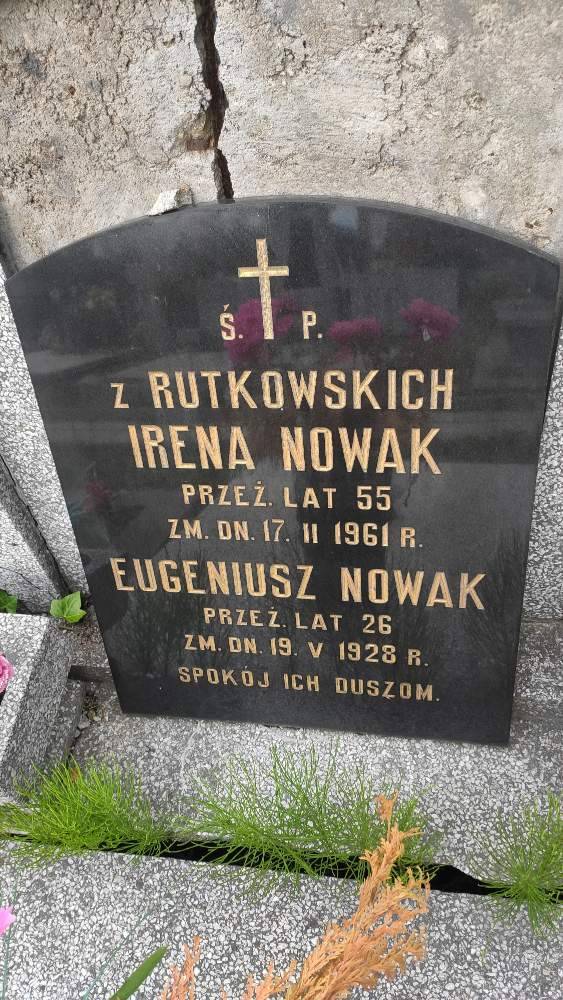 Ś. P.
z RUTKOWSKICH
IRENA NOWAK
PRZEŻ. LAT 55
ZM. DN. 17. II 1961 R.
EUGENIUSZ NOWAK
PRZEŻ. LAT 26
ZM. DN. 19. V 1928 R.
SPOKÓJ ICH DUSZOM.